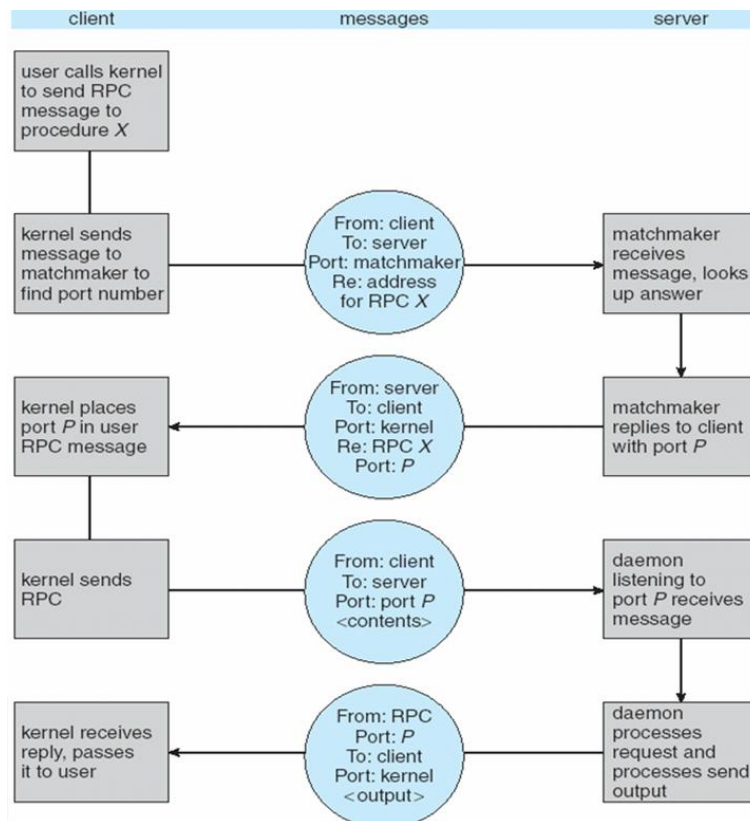 client messages server
user calls kernel
to send RPC
message to
procedure X
kernel sends
message to
matchmaker to
find port number
From: client
To: server
Port: matchmaker
Re: address
for RPC X
matchmaker
receives
message, looks
up answer
kernel places
port P in user
RPC message
From: server
To: client
Port: kernel
Re: RPC X
Port: P
matchmaker
replies to client
with port P
kernel sends
RPC
From: client
To: server
Port: port P
<contents>
daemon
listening to
port P receives
message
kernel receives
reply, passes
it to user
From: RPC
Port: P
To: client
Port: kernel
<output>
daemon
processes
request and
processes send
output